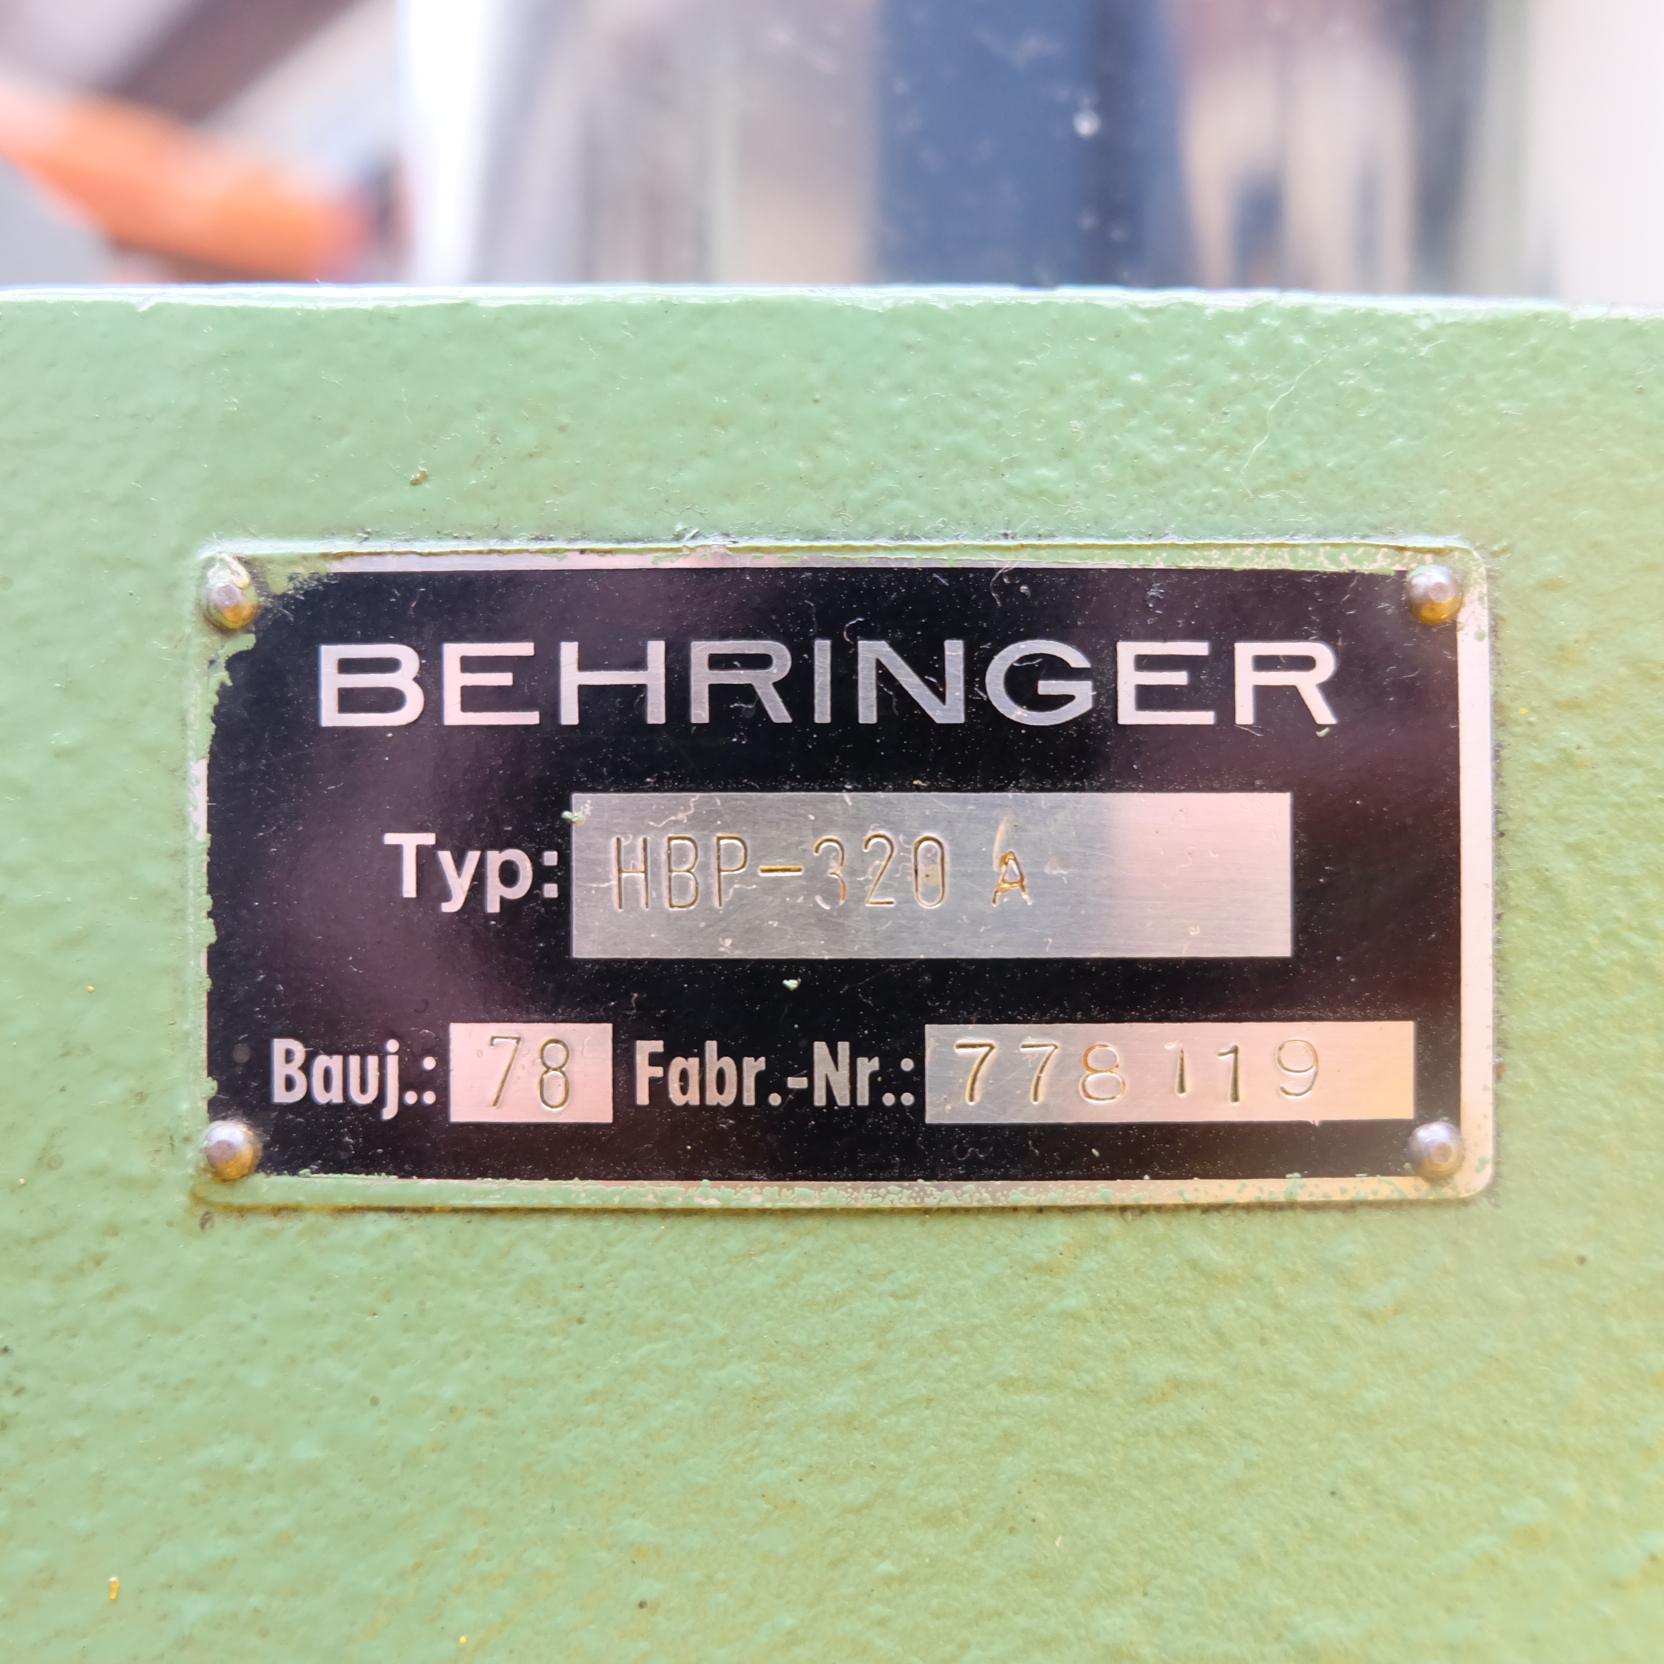 BEHRINGER
Typ: HBP-320 A
Bauj.: 78 Fabr.-Nr.: 778119